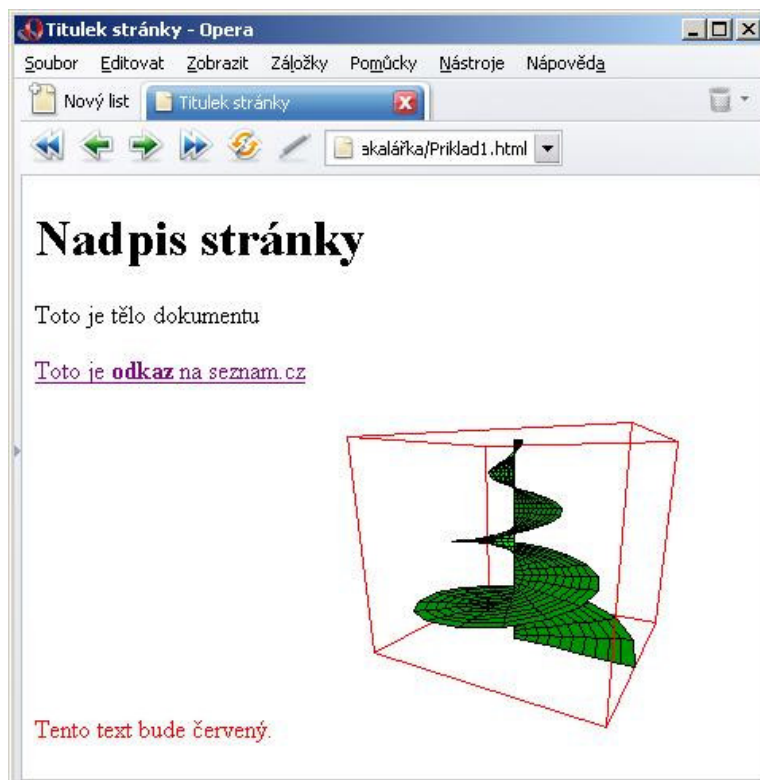 Titulek stránky - Opera
Soubor Editovat Zobrazit Záložky Pomůcky Nástroje Nápověda
Nový list Titulek stránky
akalářka/Priklad1.html
Nadpis stránky
Toto je tělo dokumentu
Toto je odkaz na seznam.cz
Tento text bude červený.